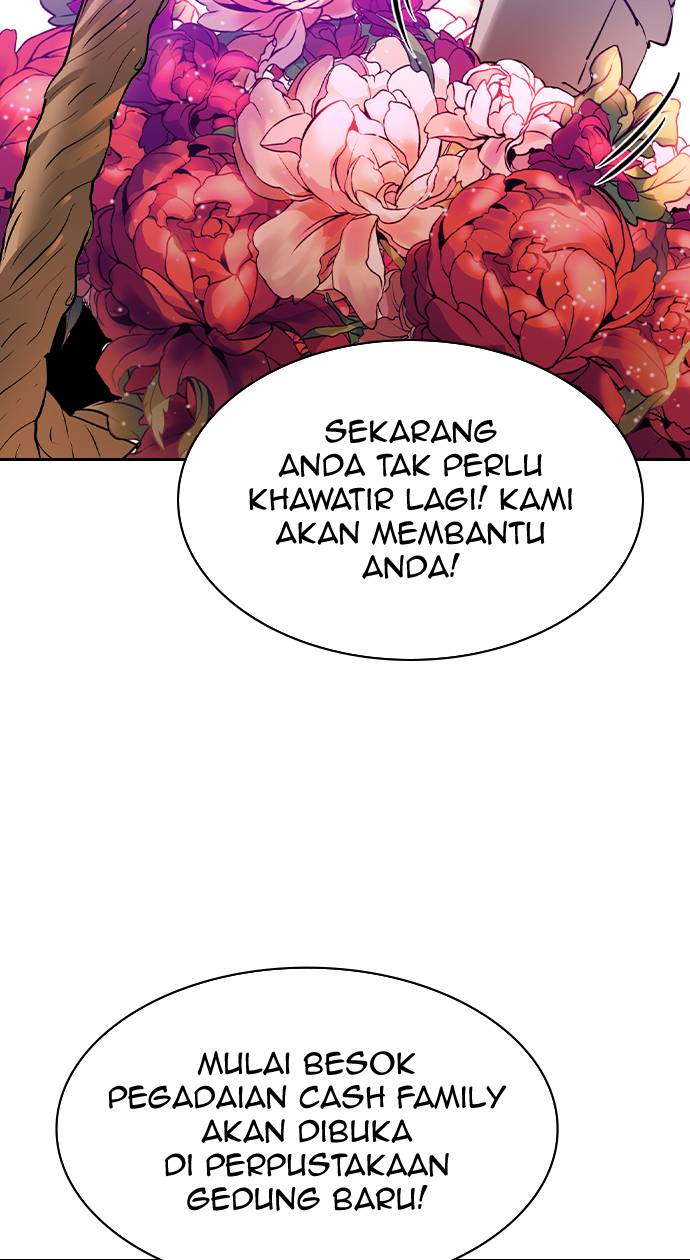 SEKARANG
ANDA TAK PERLU
KHAWATIR LAGI! KAMI
AKAN MEMBANTU
ANDA!
MULAI BESOK
PEGADAIAN CASH FAMILY
AKAN DIBUKA
DI PERPUSTAKAAN
GEDUNG BARU!